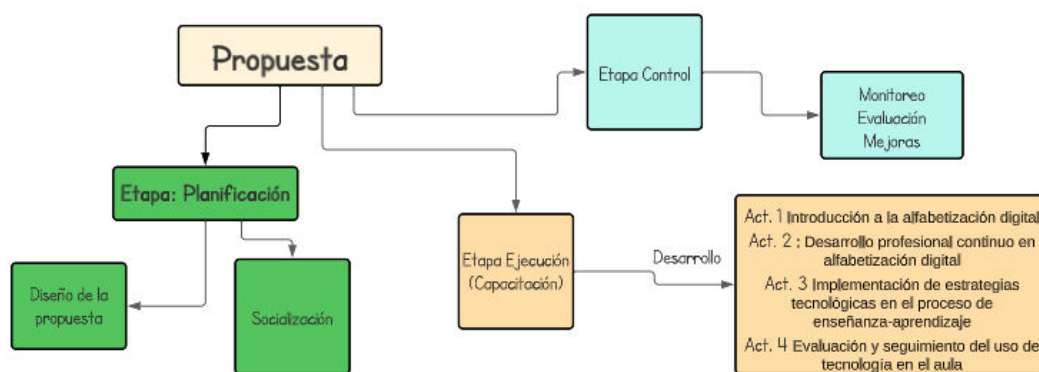 Propuesta
Etapa Control
Monitoreo
Evaluación
Mejoras
Etapa: Planificación
Diseño de la
propuesta
Socialización
Etapa Ejecución
(Capacitación)
Desarrollo
Act. 1 Introducción a la alfabetización digital
Act. 2 : Desarrollo profesional continuo en
alfabetización digital
Act. 3 Implementación de estrategias
tecnológicas en el proceso de
enseñanza-aprendizaje
Act. 4 Evaluación y seguimiento del uso de
tecnología en el aula